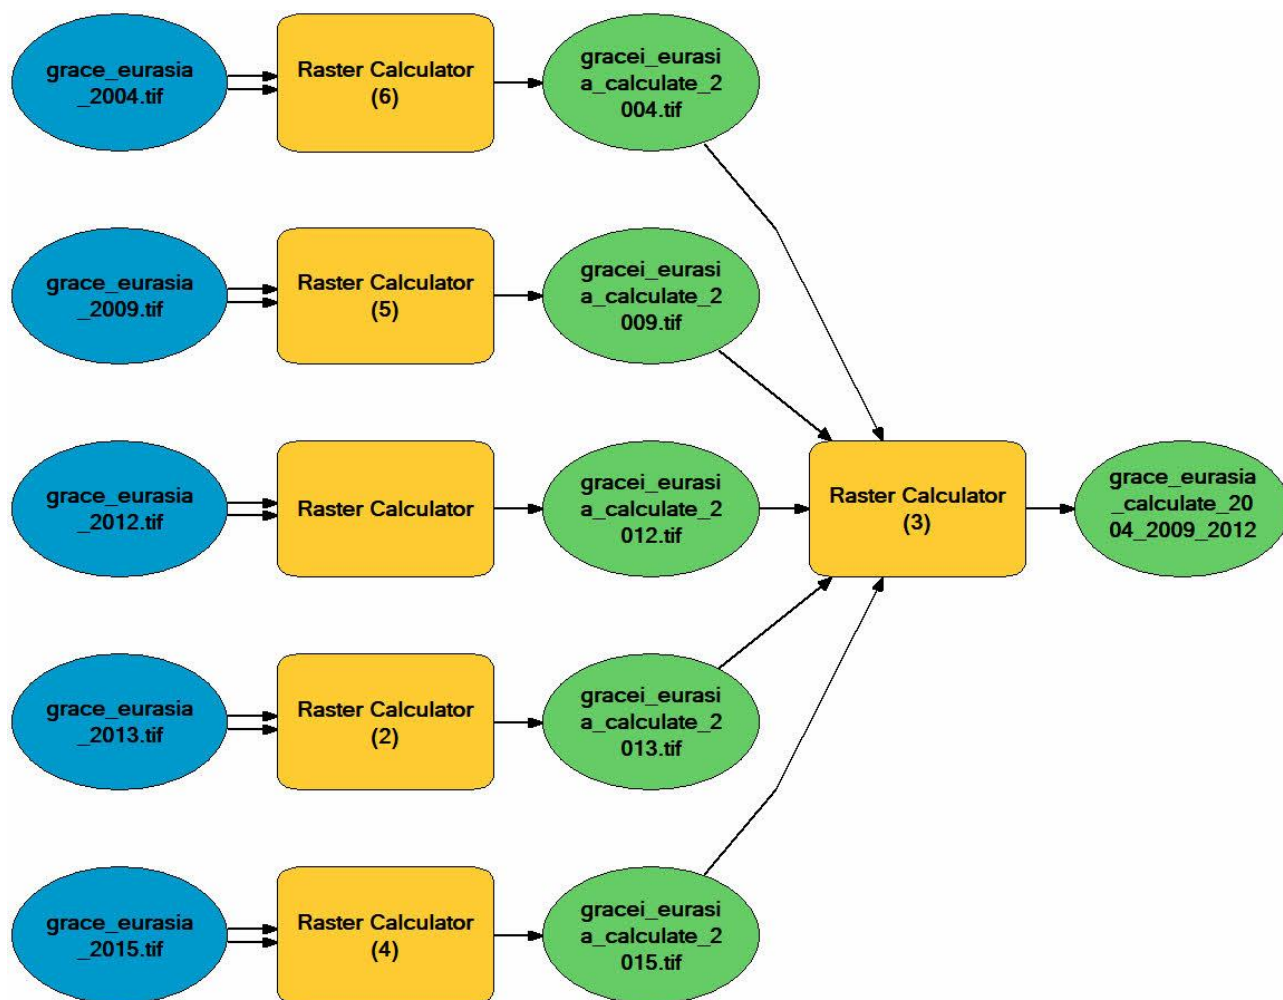 grace_eurasia
_2004.tif
Raster Calculator
(6)
gracei_eurasi
a_calculate_2
004.tif
grace_eurasia
_2009.tif
Raster Calculator
(5)
gracei_eurasi
a_calculate_2
009.tif
grace_eurasia
_2012.tif
Raster Calculator
gracei_eurasi
a_calculate_2
012.tif
Raster Calculator
(3)
grace_eurasia
_calculate_20
04_2009_2012
grace_eurasia
_2013.tif
Raster Calculator
(2)
gracei_eurasi
a_calculate_2
013.tif
grace_eurasia
_2015.tif
Raster Calculator
(4)
gracei_eurasi
a_calculate_2
015.tif